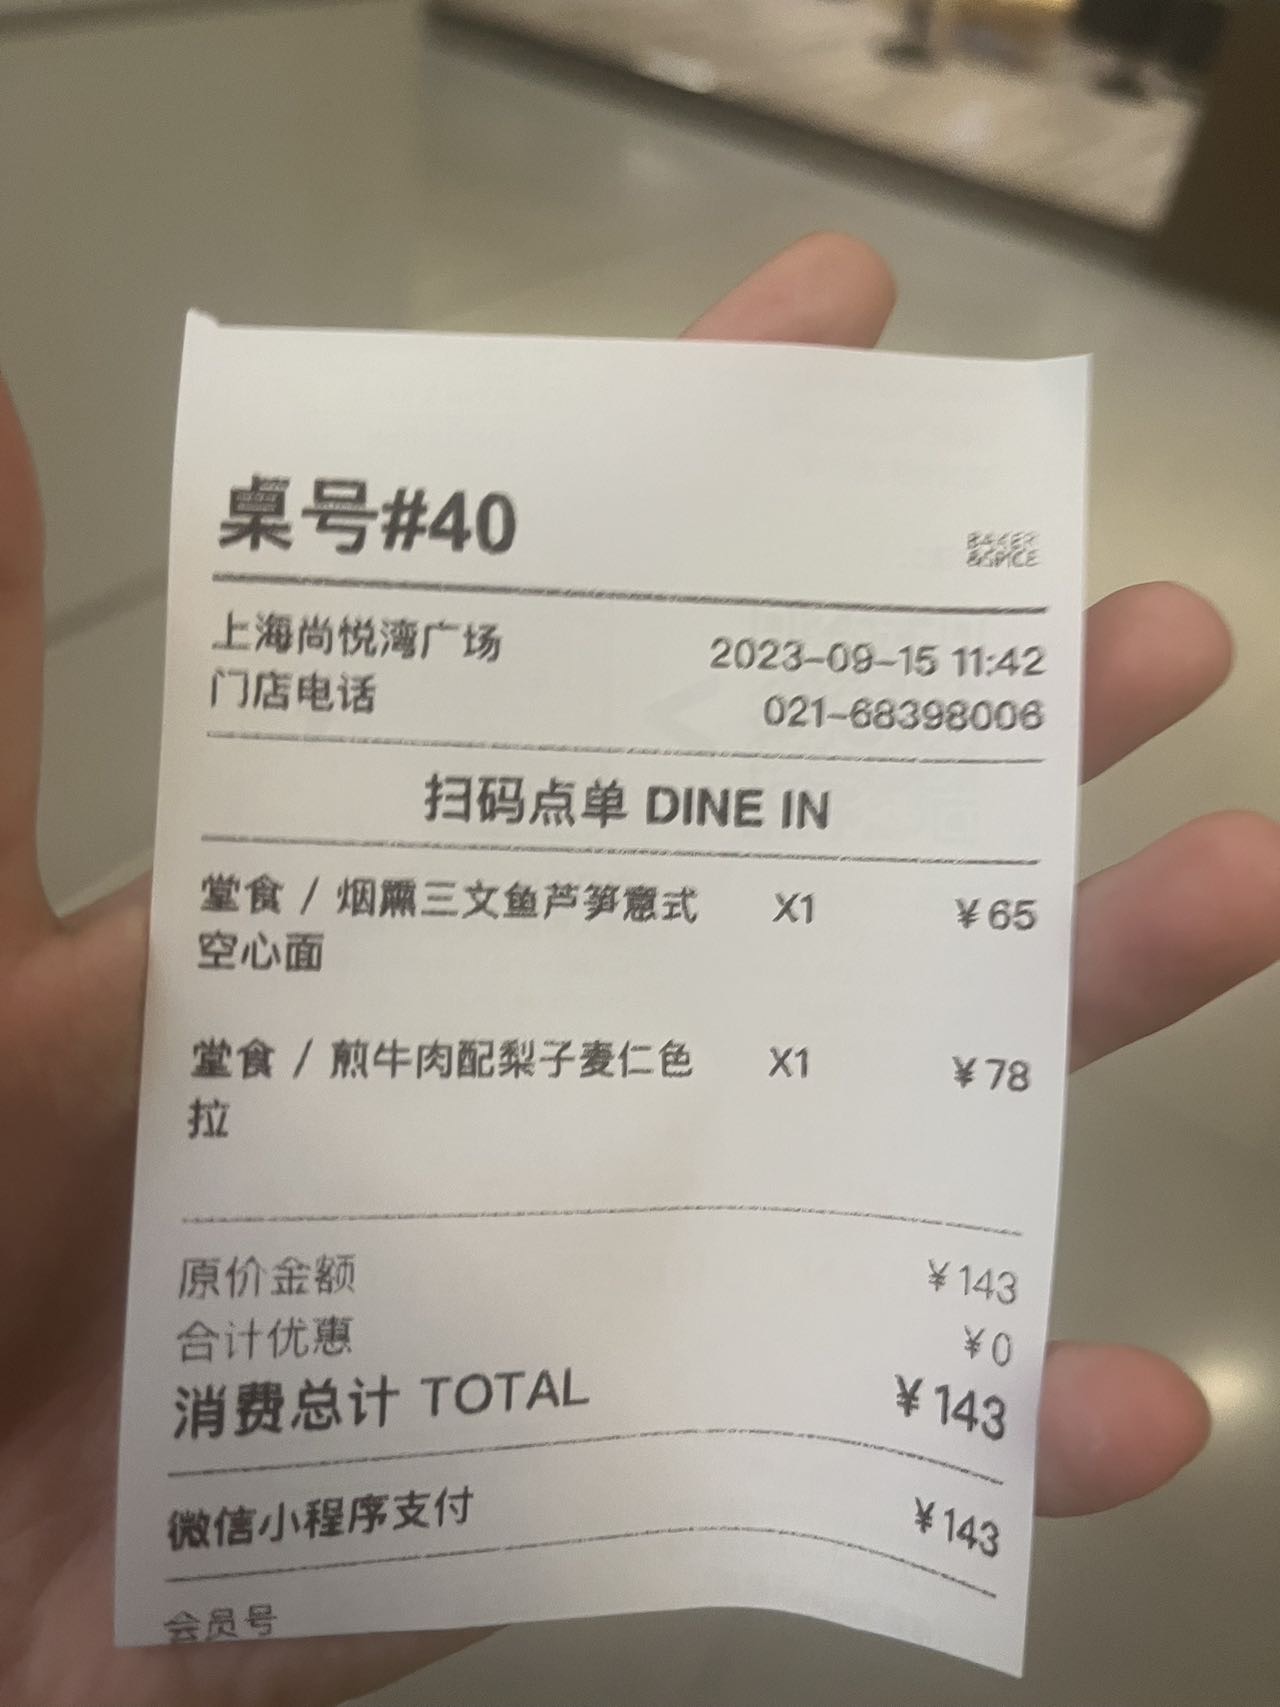 桌号#40
BAKER
&SPICE
上海尚悦湾广场 2023-09-15 11:42
门店电话 021-68398006
扫码点单 DINE IN
堂食 / 烟熏三文鱼芦笋意式 X1 ¥65
空心面
堂食 / 煎牛肉配梨子麦仁色 X1 ¥78
拉
原价金额 ¥143
合计优惠 ¥0
消费总计 TOTAL ¥143
微信小程序支付 ¥143
会员号